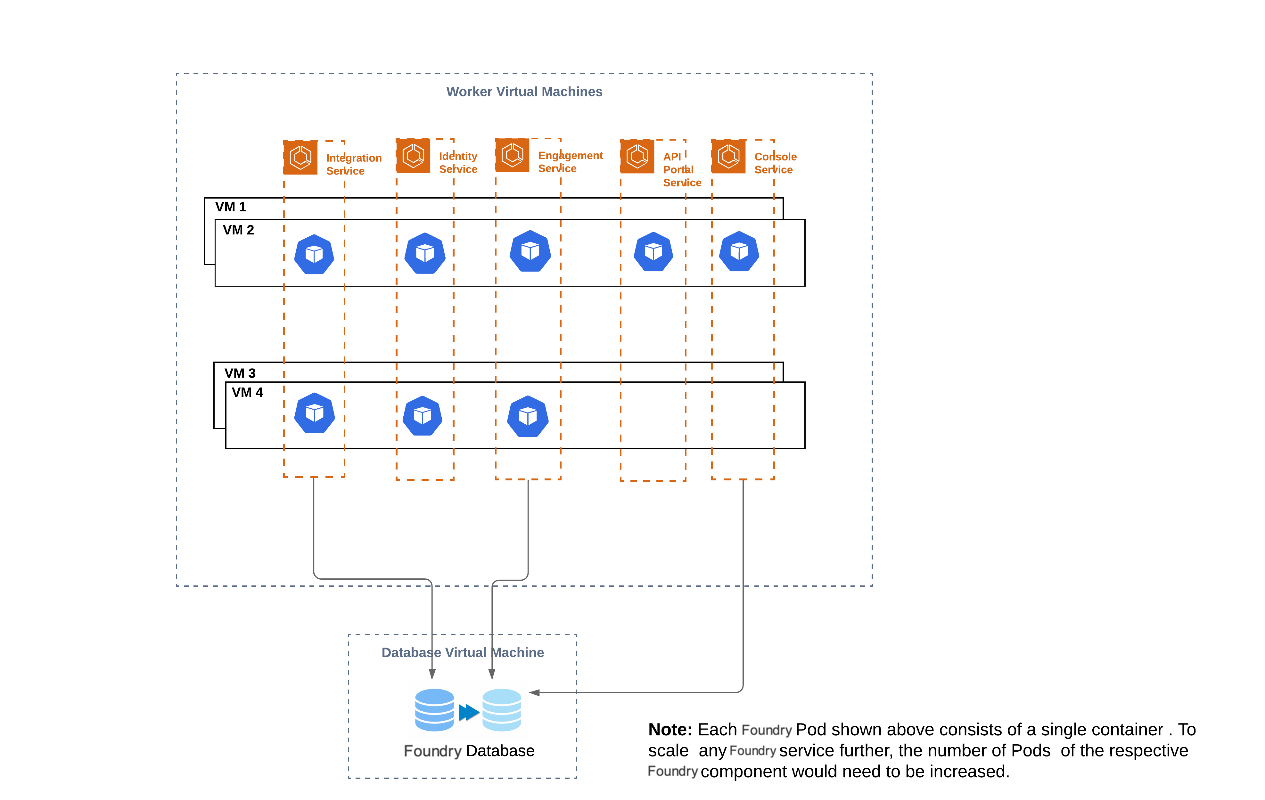 Worker Virtual Machines
Integration
Service
Identity
Service
Engagement
Service
API
Portal
Service
Console
Service
VM 1
VM 2
VM 3
VM 4
Database Virtual Machine
Foundry Database
Note: Each Foundry Pod shown above consists of a single container . To
scale any Foundry service further, the number of Pods of the respective
Foundry component would need to be increased.